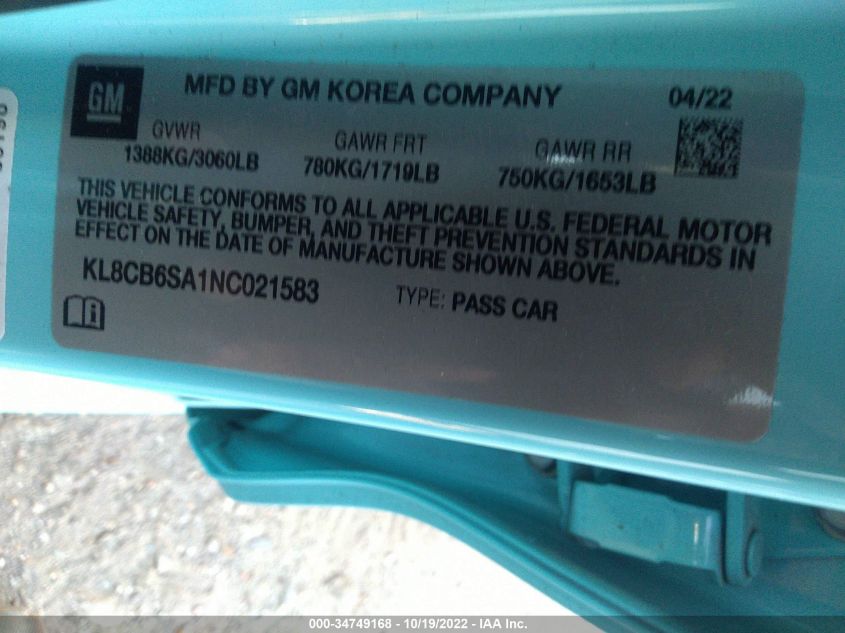 GM
MFD BY GM KOREA COMPANY
04/22
GVWR
1388KG/3060LB
GAWR FRT
780KG/1719LB
GAWR RR
750KG/1653LB
THIS VEHICLE CONFORMS TO ALL APPLICABLE U.S. FEDERAL MOTOR
VEHICLE SAFETY, BUMPER, AND THEFT PREVENTION STANDARDS IN
EFFECT ON THE DATE OF MANUFACTURE SHOWN ABOVE.
KL8CB6SA1NC021583
TYPE: PASS CAR
000-34749168 - 10/19/2022 - IAA Inc.